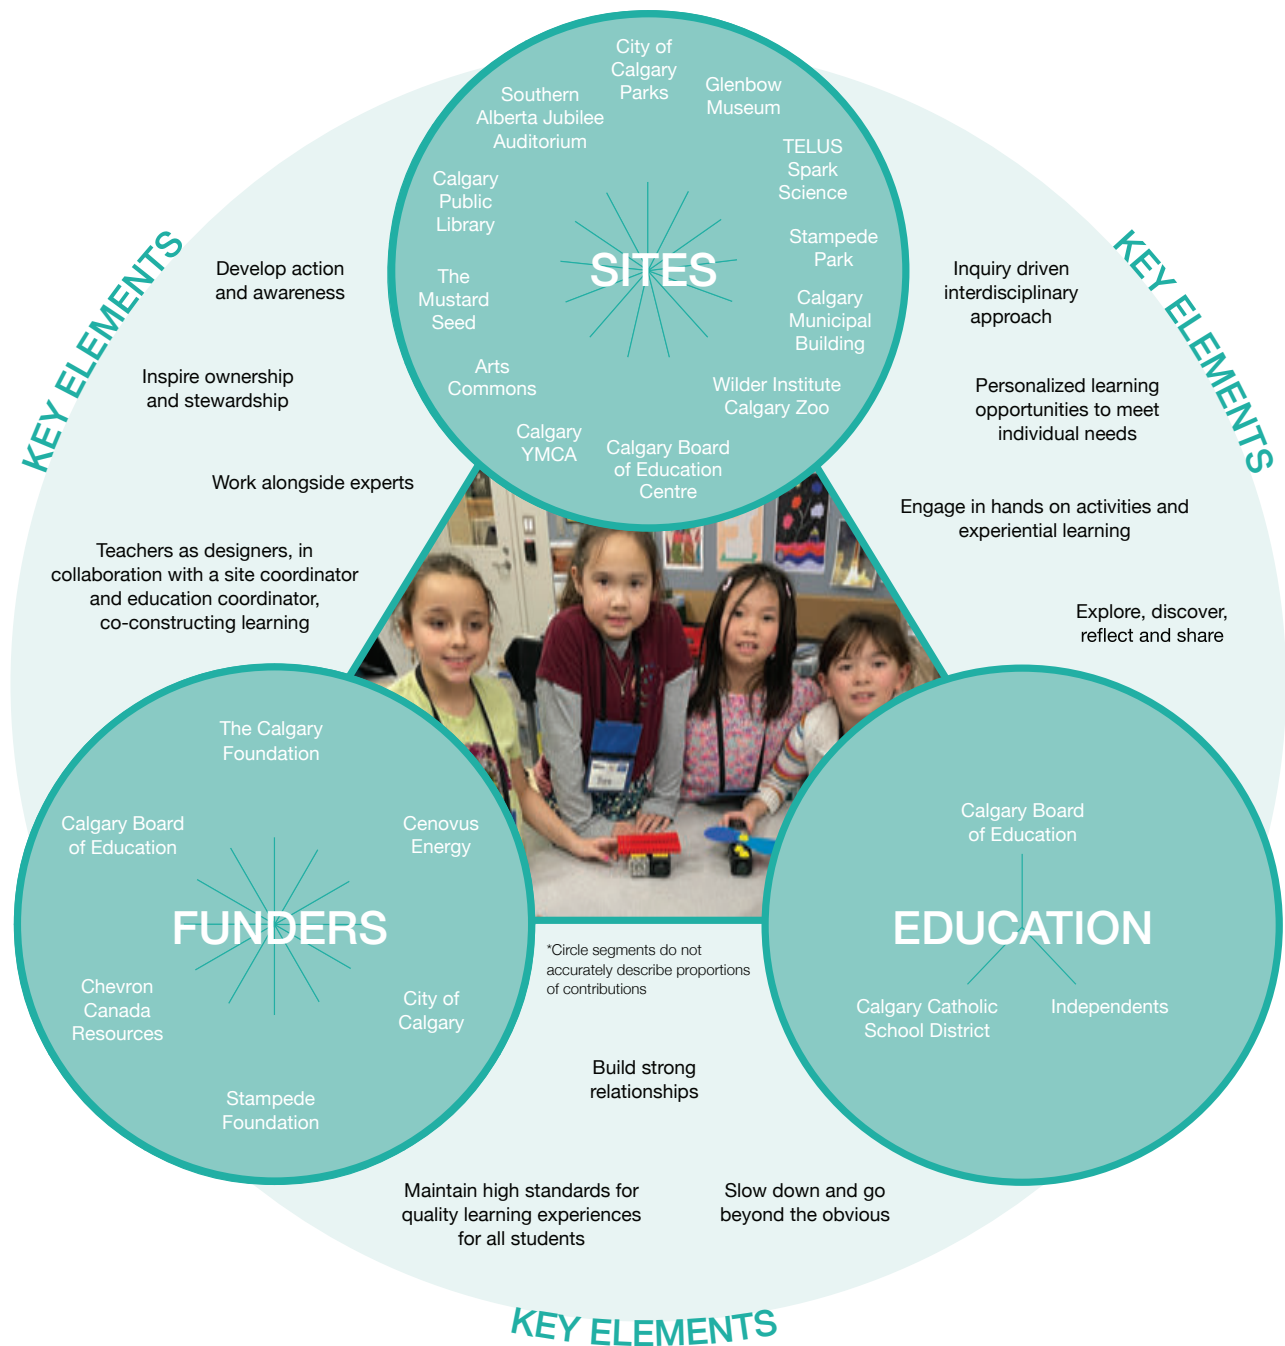 City of
Calgary
Parks
Glenbow
Museum
Southern
Alberta Jubilee
Auditorium
TELUS
Spark
Science
Calgary
Public
Library
Stampede
Park
The
Mustard
Seed
SITES
Calgary
Municipal
Building
Arts
Commons
Wilder Institute
Calgary Zoo
Calgary
YMCA
Calgary Board
of Education
Centre
KEY ELEMENTS
Develop action
and awareness
Inspire ownership
and stewardship
Work alongside experts
Teachers as designers, in
collaboration with a site coordinator
and education coordinator,
co-constructing learning
KEY ELEMENTS
Inquiry driven
interdisciplinary
approach
Personalized learning
opportunities to meet
individual needs
Engage in hands on activities and
experiential learning
Explore, discover,
reflect and share
The Calgary
Foundation
Calgary Board
of Education
Cenovus
Energy
FUNDERS
Chevron
Canada
Resources
City of
Calgary
Stampede
Foundation
Calgary Board
of Education
EDUCATION
Calgary Catholic
School District
Independents
*Circle segments do not
accurately describe proportions
of contributions
Build strong
relationships
Maintain high standards for
quality learning experiences
for all students
Slow down and go
beyond the obvious
KEY ELEMENTS